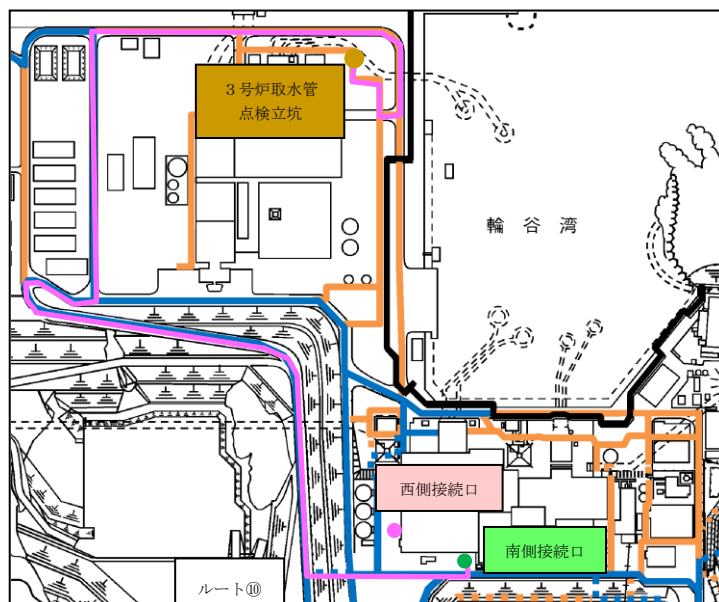 3号炉取水管
点検立坑
輪谷湾
西側接続口
南側接続口
ルート⑩